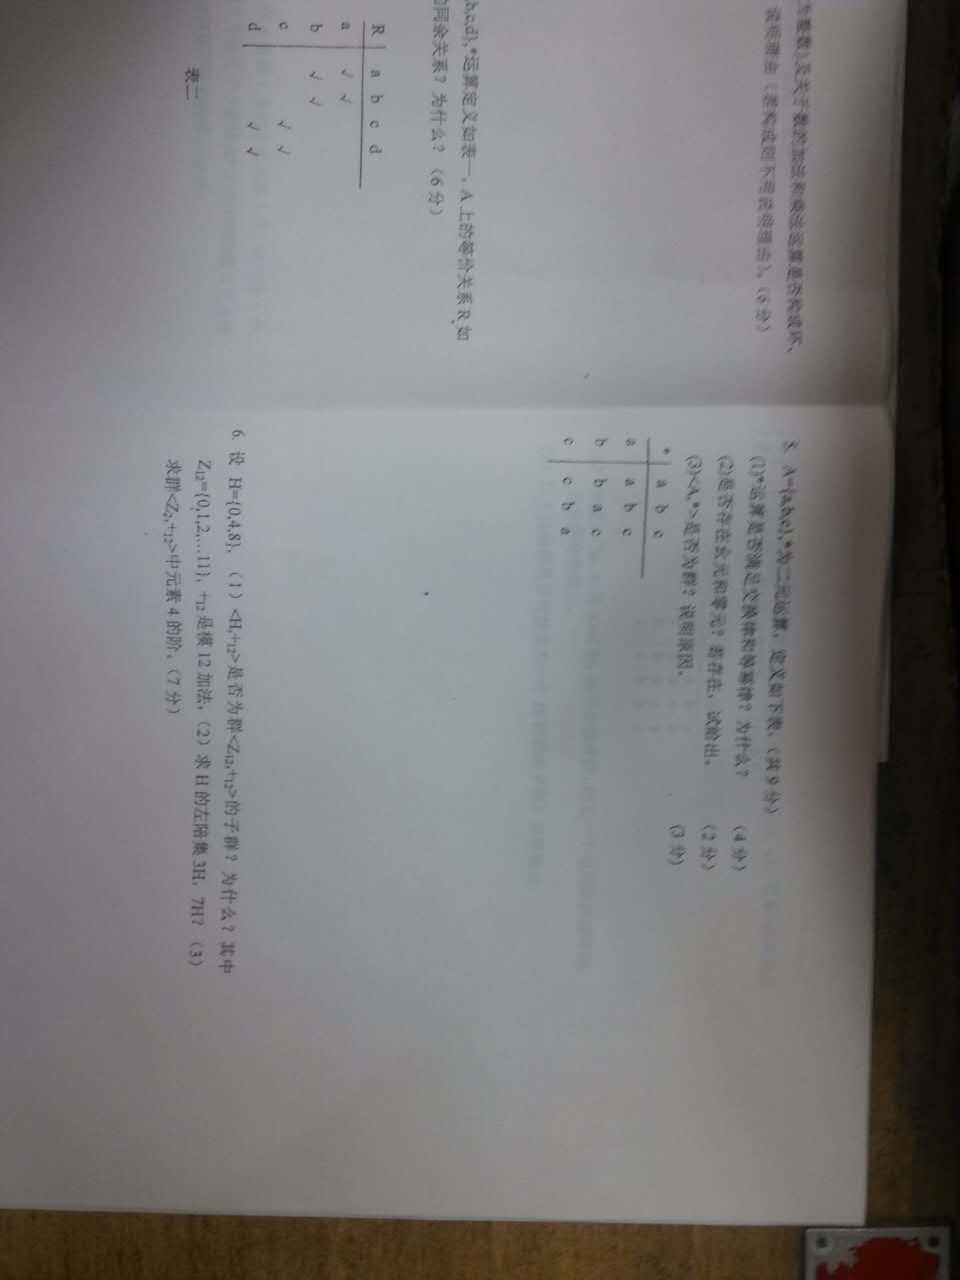 为整数}及关于数的加法和乘法运算是否构成环,
说明理由（若构成则不用说明理由）。（6 分）
b,c,d},*运算定义如表一，A 上的等价关系 R 如
的同余关系？为什么？（6 分）
R a b c d
a √ √
b √ √
c √ √
d √ √
表二
5. A={a,b,c},*为二元运算，定义如下表。（共 9 分）
(1)*运算是否满足交换律和等幂律？为什么？ （4 分）
(2)是否存在幺元和零元？若存在，试给出。 （2 分）
(3)<A,*>是否为群？说明原因。 (3 分)
* a b c
a a b c
b b a c
c c b a
6. 设 H={0,4,8}, （1）<H,+12>是否为群<Z12,+12>的子群？为什么？其中
Z12={0,1,2,…11}, +12 是模 12 加法，（2）求 H 的左陪集 3H，7H？（3）
求群<Z2,+12>中元素 4 的阶。（7 分）